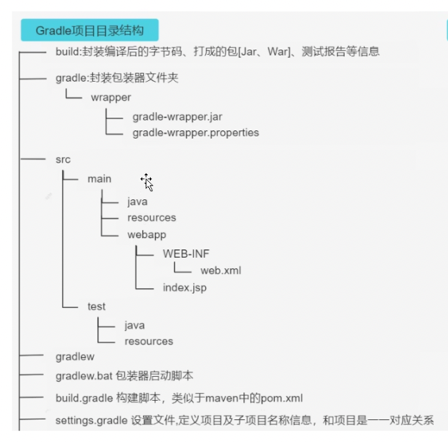 Gradle项目目录结构
build:封装编译后的字节码、打成的包[Jar、War]、测试报告等信息
gradle:封装包装器文件夹
wrapper
gradle-wrapper.jar
gradle-wrapper.properties
src
main
java
resources
webapp
WEB-INF
web.xml
index.jsp
test
java
resources
gradlew
gradlew.bat 包装器启动脚本
build.gradle 构建脚本，类似于maven中的pom.xml
settings.gradle 设置文件,定义项目及子项目名称信息，和项目是一一对应关系